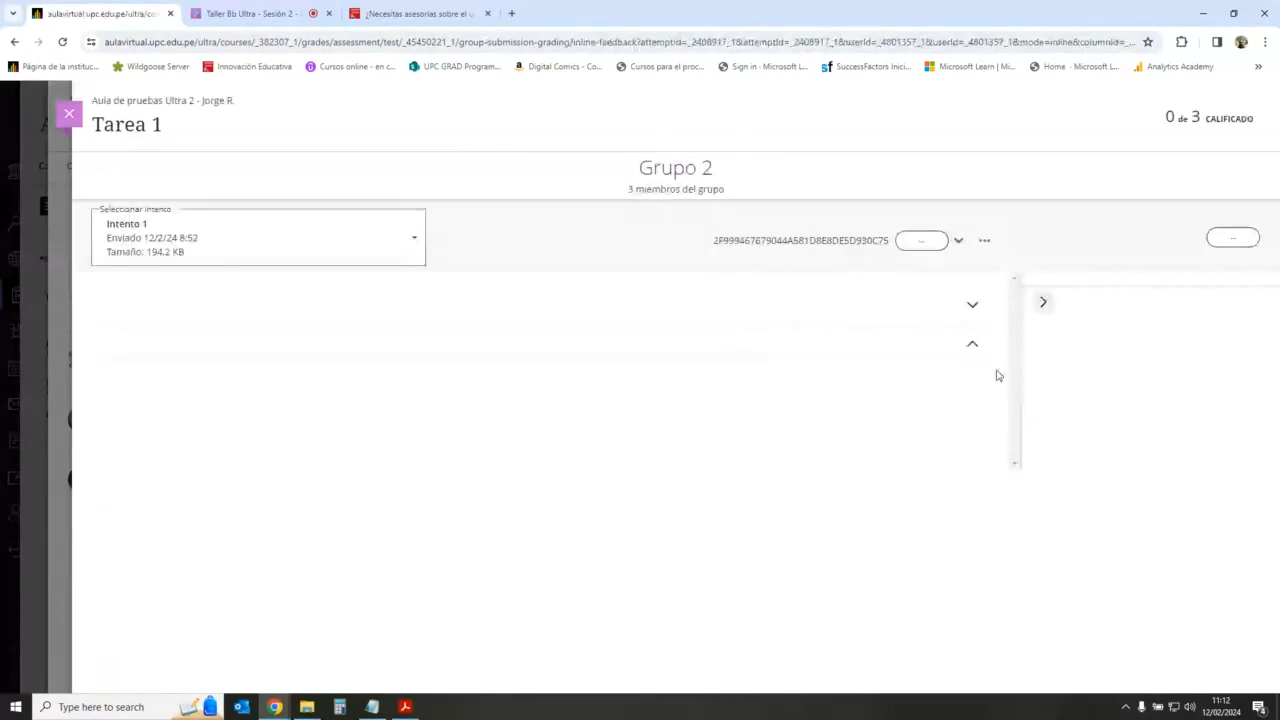 aulavirtual.upc.edu.pe/ultra/co
Taller Bb Ultra - Sesión 2 -
¿Necesitas asesorías sobre el u
aulavirtual.upc.edu.pe/ultra/courses/_382307_1/grades/assessment/test/_45450221_1/group-submission-grading/inline-feedback?attemptId=_2408917_1&attemptId=_2408917_1&userId=_4801357_1&userId=_4801357_1&mode=inline&columnId=_...
Página de la instituc...
Wildgoose Server
Innovación Educativa
Cursos online - en c...
UPC GRAD Program...
Digital Comics - Co...
Cursos para el proc...
Sign in · Microsoft L...
SuccessFactors Inici...
Microsoft Learn | Mi...
Home · Microsoft L...
Analytics Academy
Aula de pruebas Ultra 2 - Jorge R.
Tarea 1
0 de 3 CALIFICADO
Grupo 2
3 miembros del grupo
Seleccionar intento
Intento 1
Enviado 12/2/24 8:52
Tamaño: 194.2 KB
2F999467679044A581D8E8DE5D930C75
Type here to search
11:12
12/02/2024
4